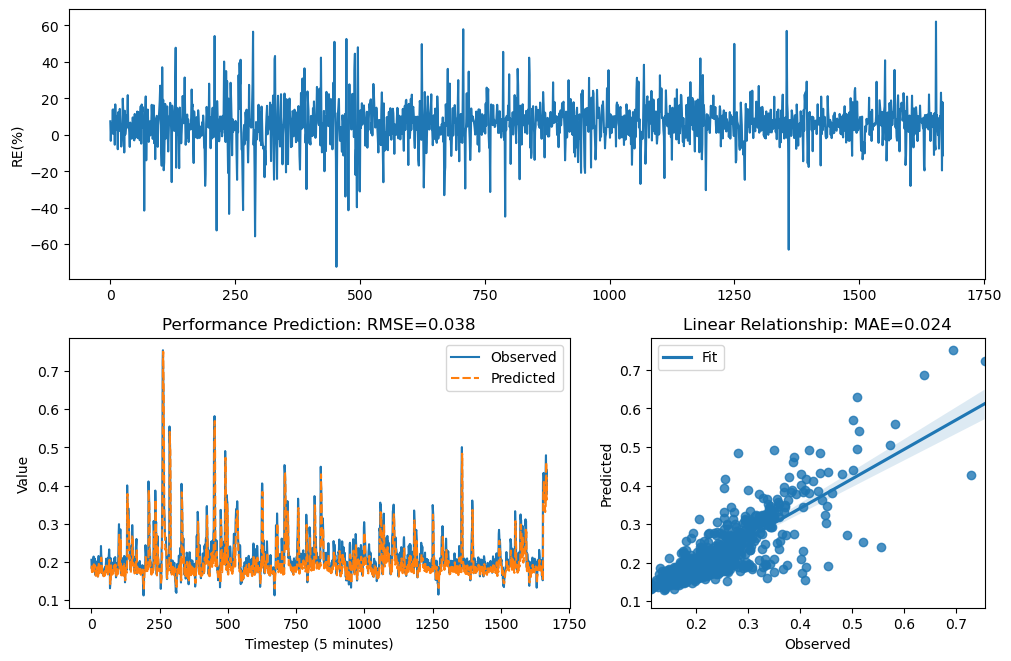 60
40
20
0
−20
−40
−60
RE(%)
0 250 500 750 1000 1250 1500 1750
Performance Prediction: RMSE=0.038
Observed
Predicted
0.7
0.6
0.5
0.4
0.3
0.2
0.1
Value
0 250 500 750 1000 1250 1500 1750
Timestep (5 minutes)
Linear Relationship: MAE=0.024
Fit
0.7
0.6
0.5
0.4
0.3
0.2
0.1
Predicted
0.2 0.3 0.4 0.5 0.6 0.7
Observed